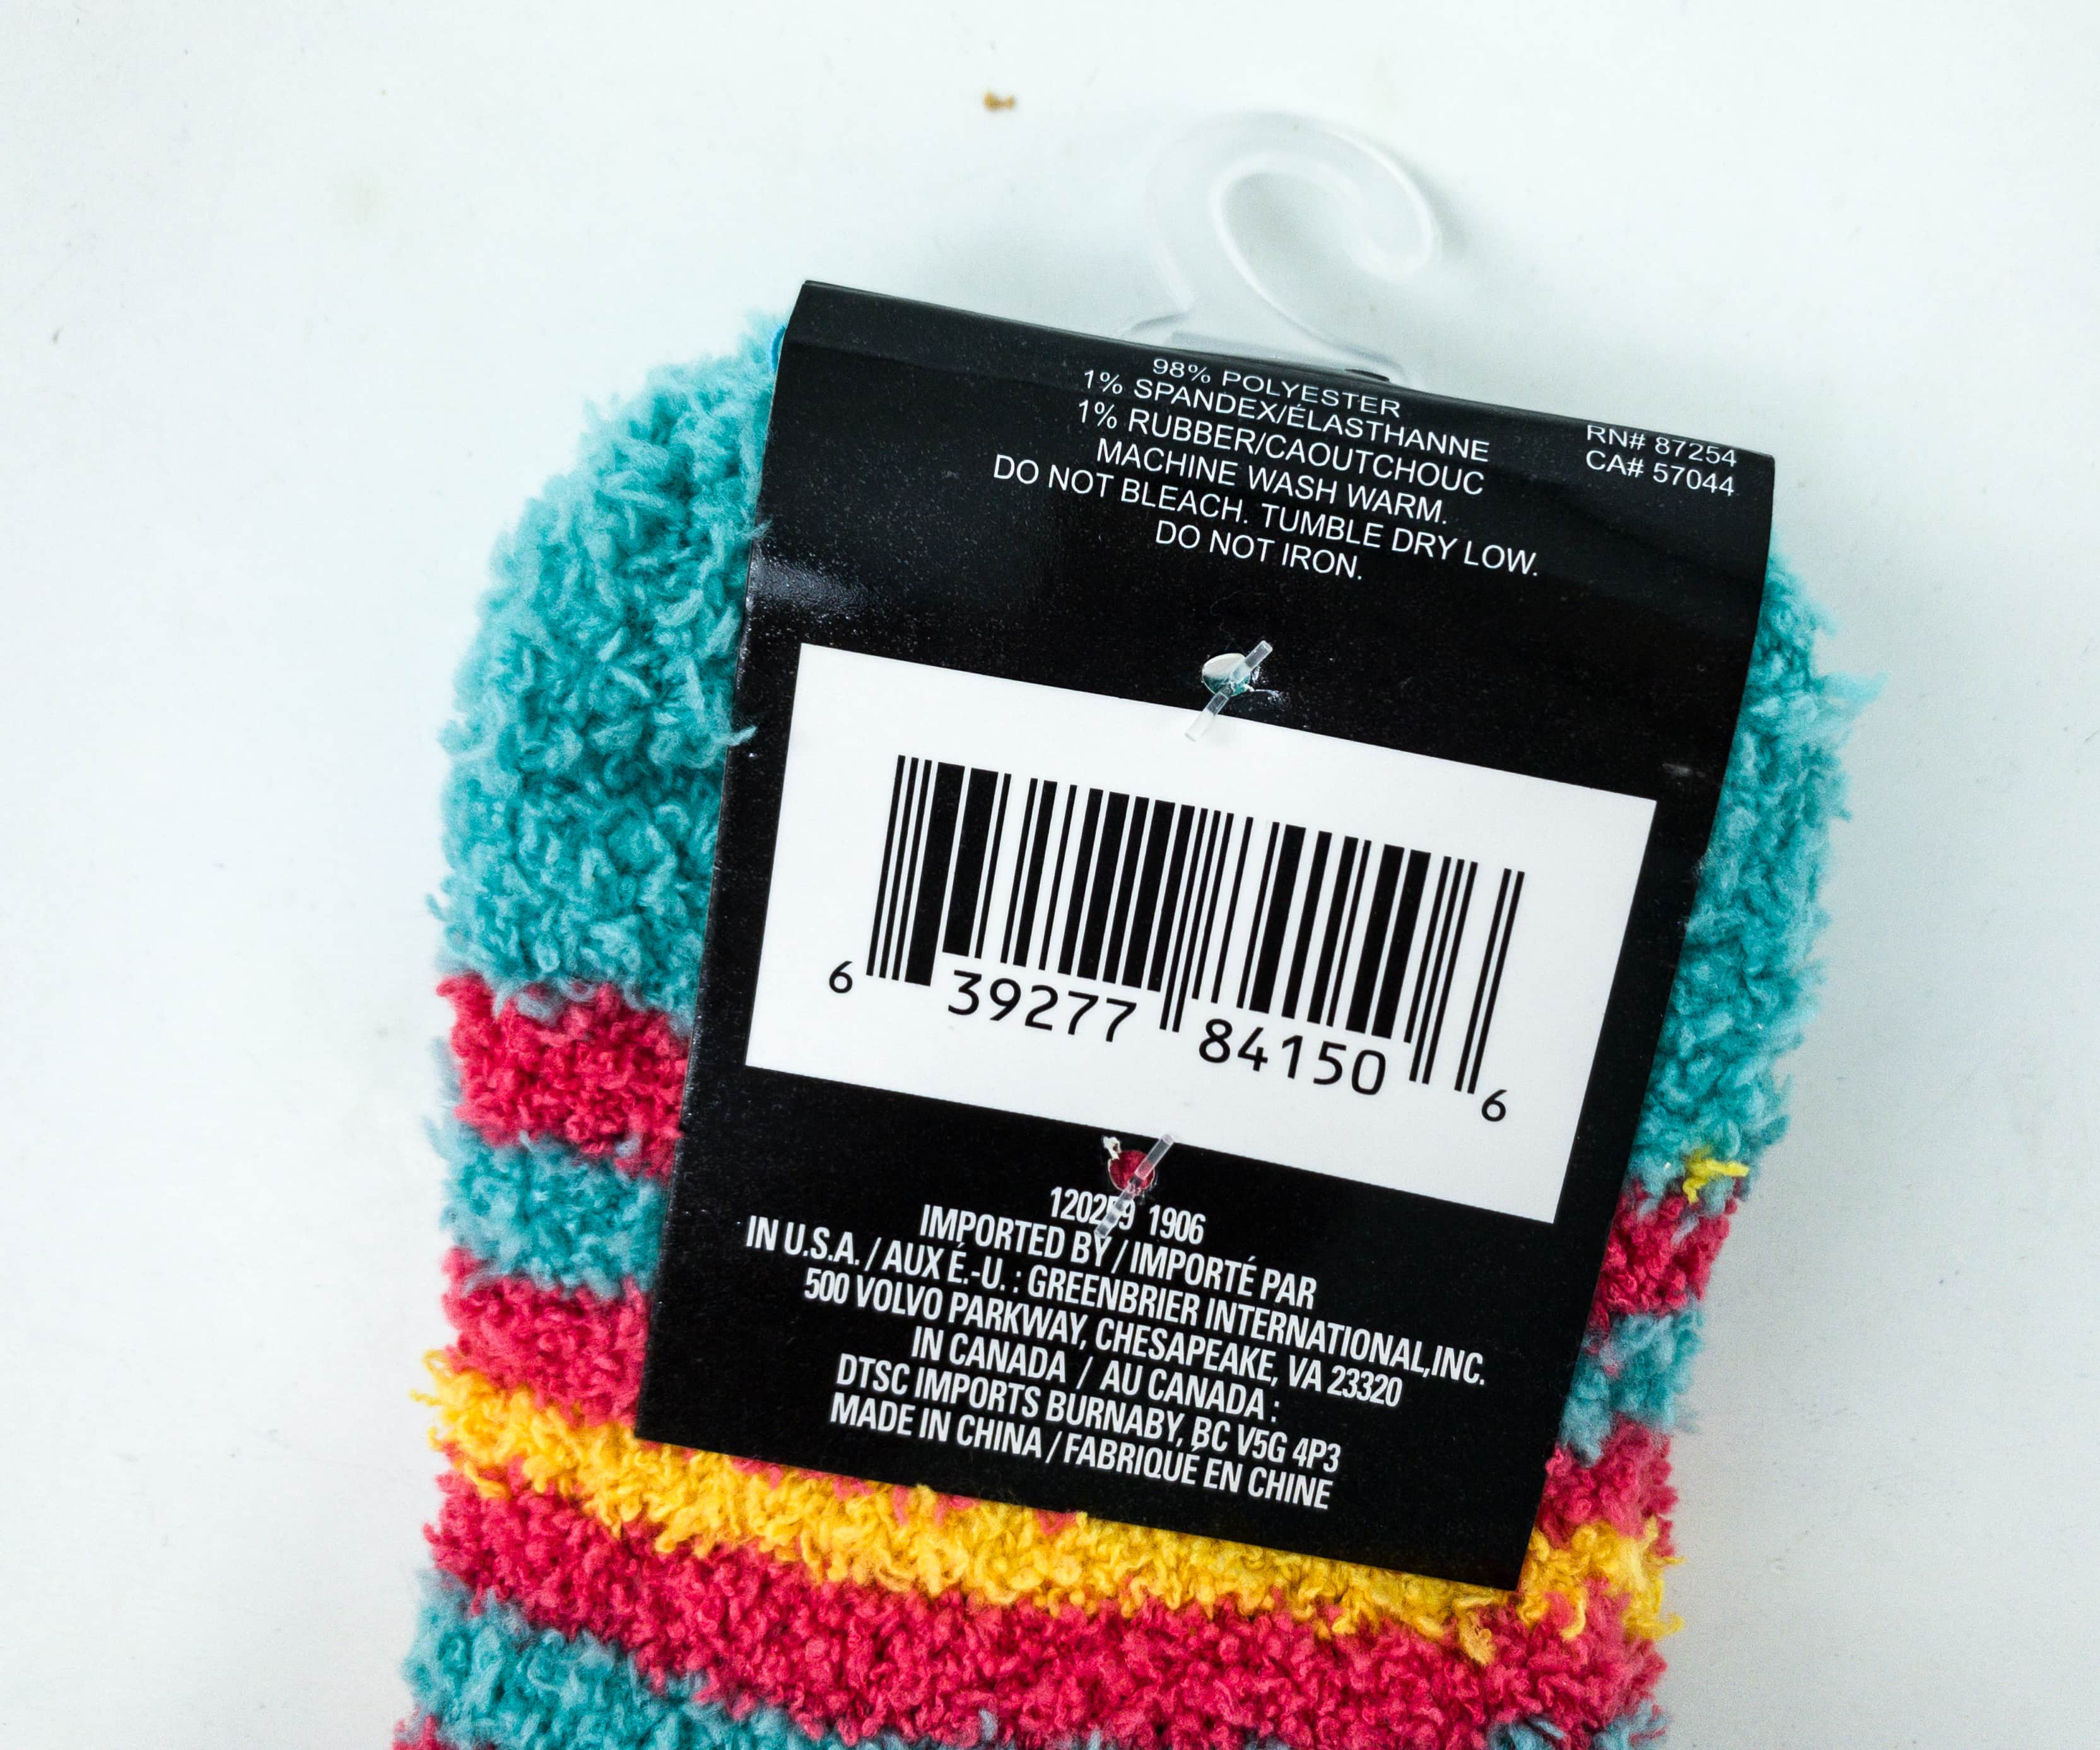 98% POLYESTER
1% SPANDEX/ÉLASTHANNE
1% RUBBER/CAOUTCHOUC
MACHINE WASH WARM.
DO NOT BLEACH. TUMBLE DRY LOW.
DO NOT IRON.
RN# 87254
CA# 57044
6 39277 84150 6
1906
IMPORTED BY / IMPORTÉ PAR
IN U.S.A. / AUX É.-U. : GREENBRIER INTERNATIONAL,INC.
500 VOLVO PARKWAY, CHESAPEAKE, VA 23320
IN CANADA / AU CANADA :
DTSC IMPORTS BURNABY, BC V5G 4P3
MADE IN CHINA / FABRIQUÉ EN CHINE